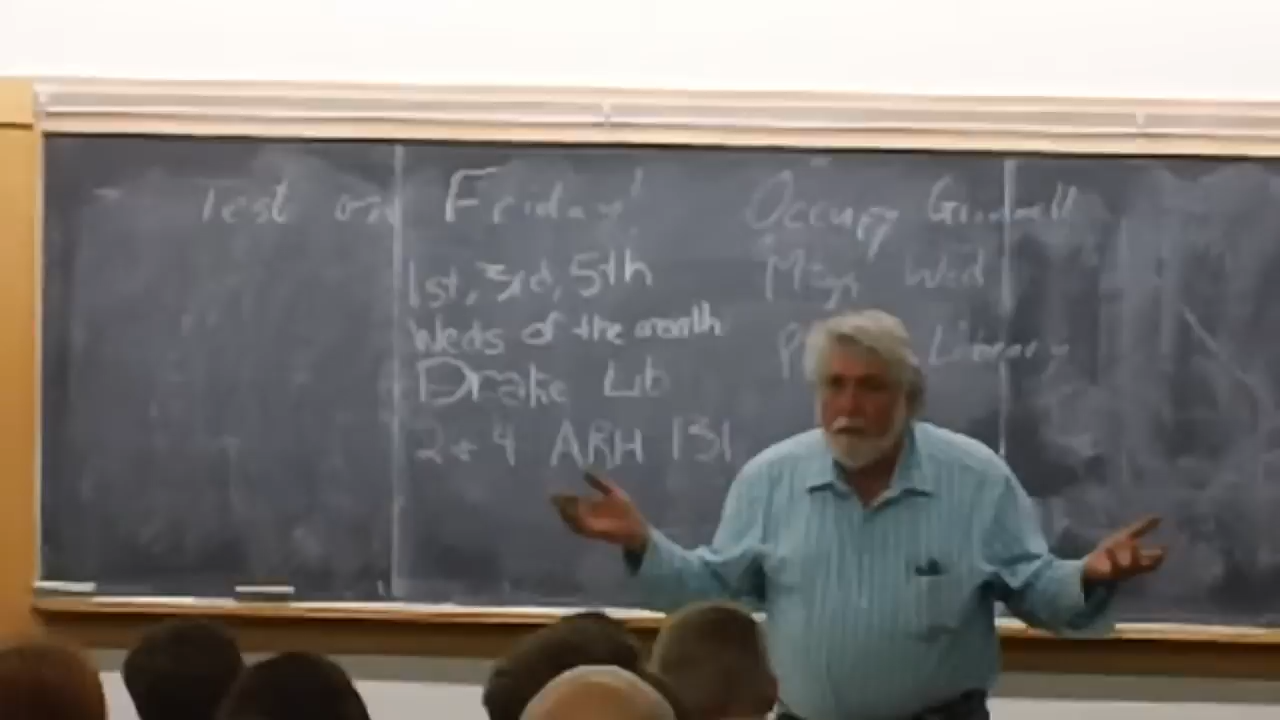 Test on Friday!
1st, 3rd, 5th
Weds of the month
Drake Lib
2+4 ARH 131
Occupy Grinnell
Mtgs Wed
Library